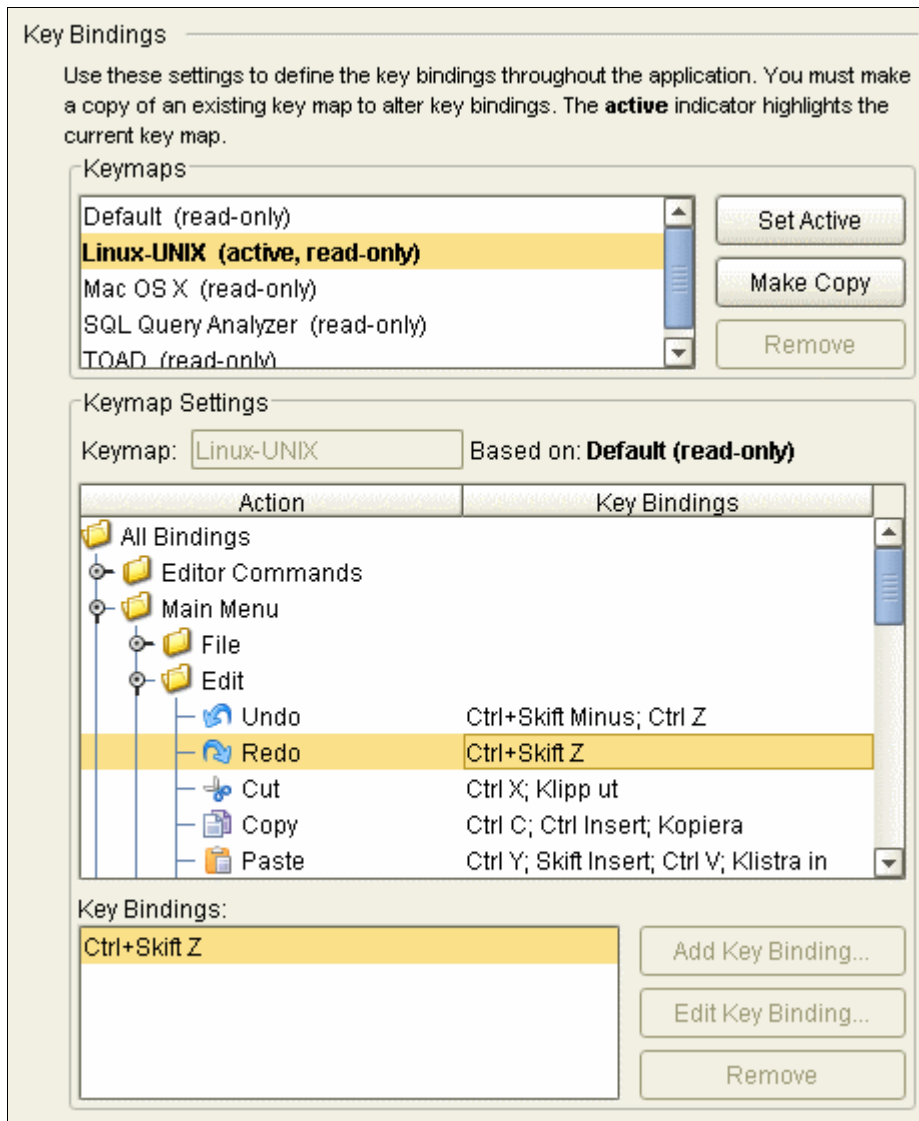 Key Bindings
Use these settings to define the key bindings throughout the application. You must make
a copy of an existing key map to alter key bindings. The active indicator highlights the
current key map.
Keymaps
Default (read-only)
Linux-UNIX (active, read-only)
Mac OS X (read-only)
SQL Query Analyzer (read-only)
TOAD (read-only)
Set Active
Make Copy
Remove
Keymap Settings
Keymap: Linux-UNIX Based on: Default (read-only)
Action Key Bindings
All Bindings
Editor Commands
Main Menu
File
Edit
Undo Ctrl+Skift Minus; Ctrl Z
Redo Ctrl+Skift Z
Cut Ctrl X; Klipp ut
Copy Ctrl C; Ctrl Insert; Kopiera
Paste Ctrl Y; Skift Insert; Ctrl V; Klistra in
Key Bindings:
Ctrl+Skift Z
Add Key Binding...
Edit Key Binding...
Remove